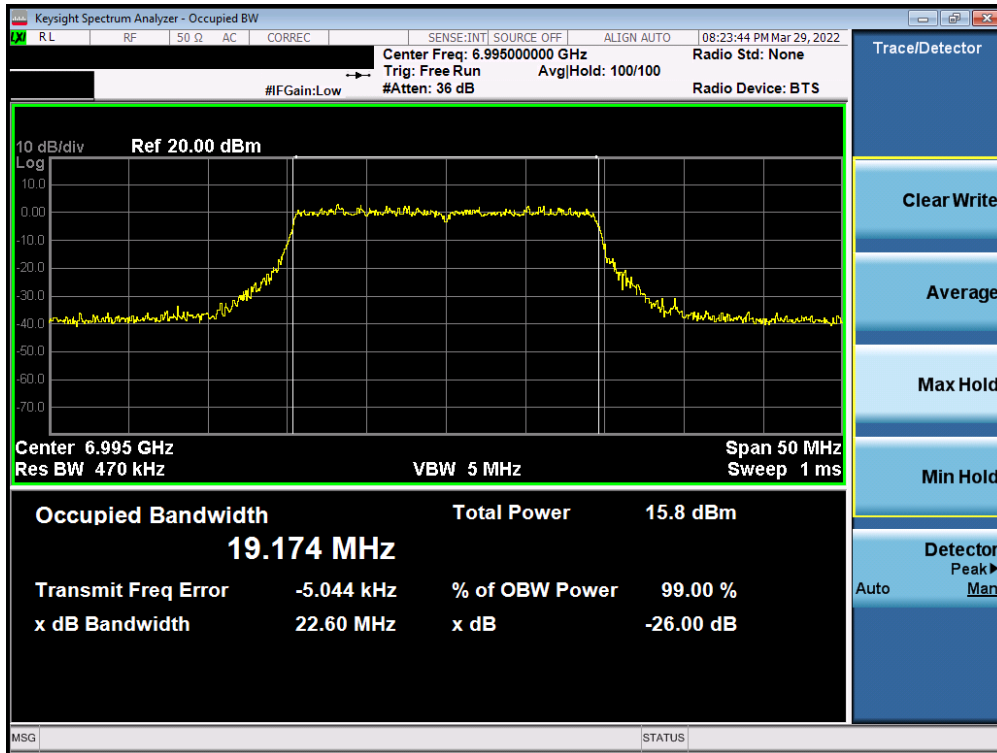 Keysight Spectrum Analyzer - Occupied BW
LXI RL RF 50 Ω AC CORREC SENSE:INT SOURCE OFF ALIGN AUTO 08:23:44 PM Mar 29, 2022
Center Freq: 6.995000000 GHz Radio Std: None
Trig: Free Run Avg|Hold: 100/100
#IFGain:Low #Atten: 36 dB Radio Device: BTS
10 dB/div Ref 20.00 dBm
Log
10.0
0.00
-10.0
-20.0
-30.0
-40.0
-50.0
-60.0
-70.0
Center 6.995 GHz Span 50 MHz
Res BW 470 kHz VBW 5 MHz Sweep 1 ms
Occupied Bandwidth Total Power 15.8 dBm
19.174 MHz
Transmit Freq Error -5.044 kHz % of OBW Power 99.00 %
x dB Bandwidth 22.60 MHz x dB -26.00 dB
MSG STATUS
Trace/Detector
Clear Write
Average
Max Hold
Min Hold
Detector
Peak▶
Auto Man